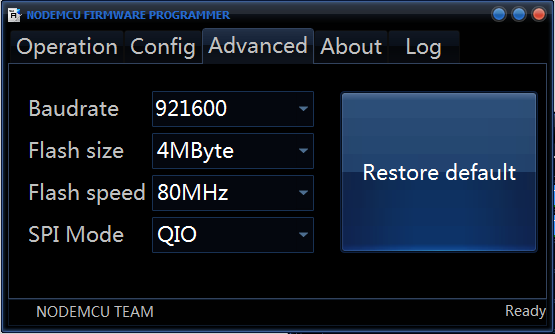 NODEMCU FIRMWARE PROGRAMMER
Operation Config Advanced About Log
Baudrate 921600
Flash size 4MByte
Flash speed 80MHz
SPI Mode QIO
Restore default
NODEMCU TEAM Ready